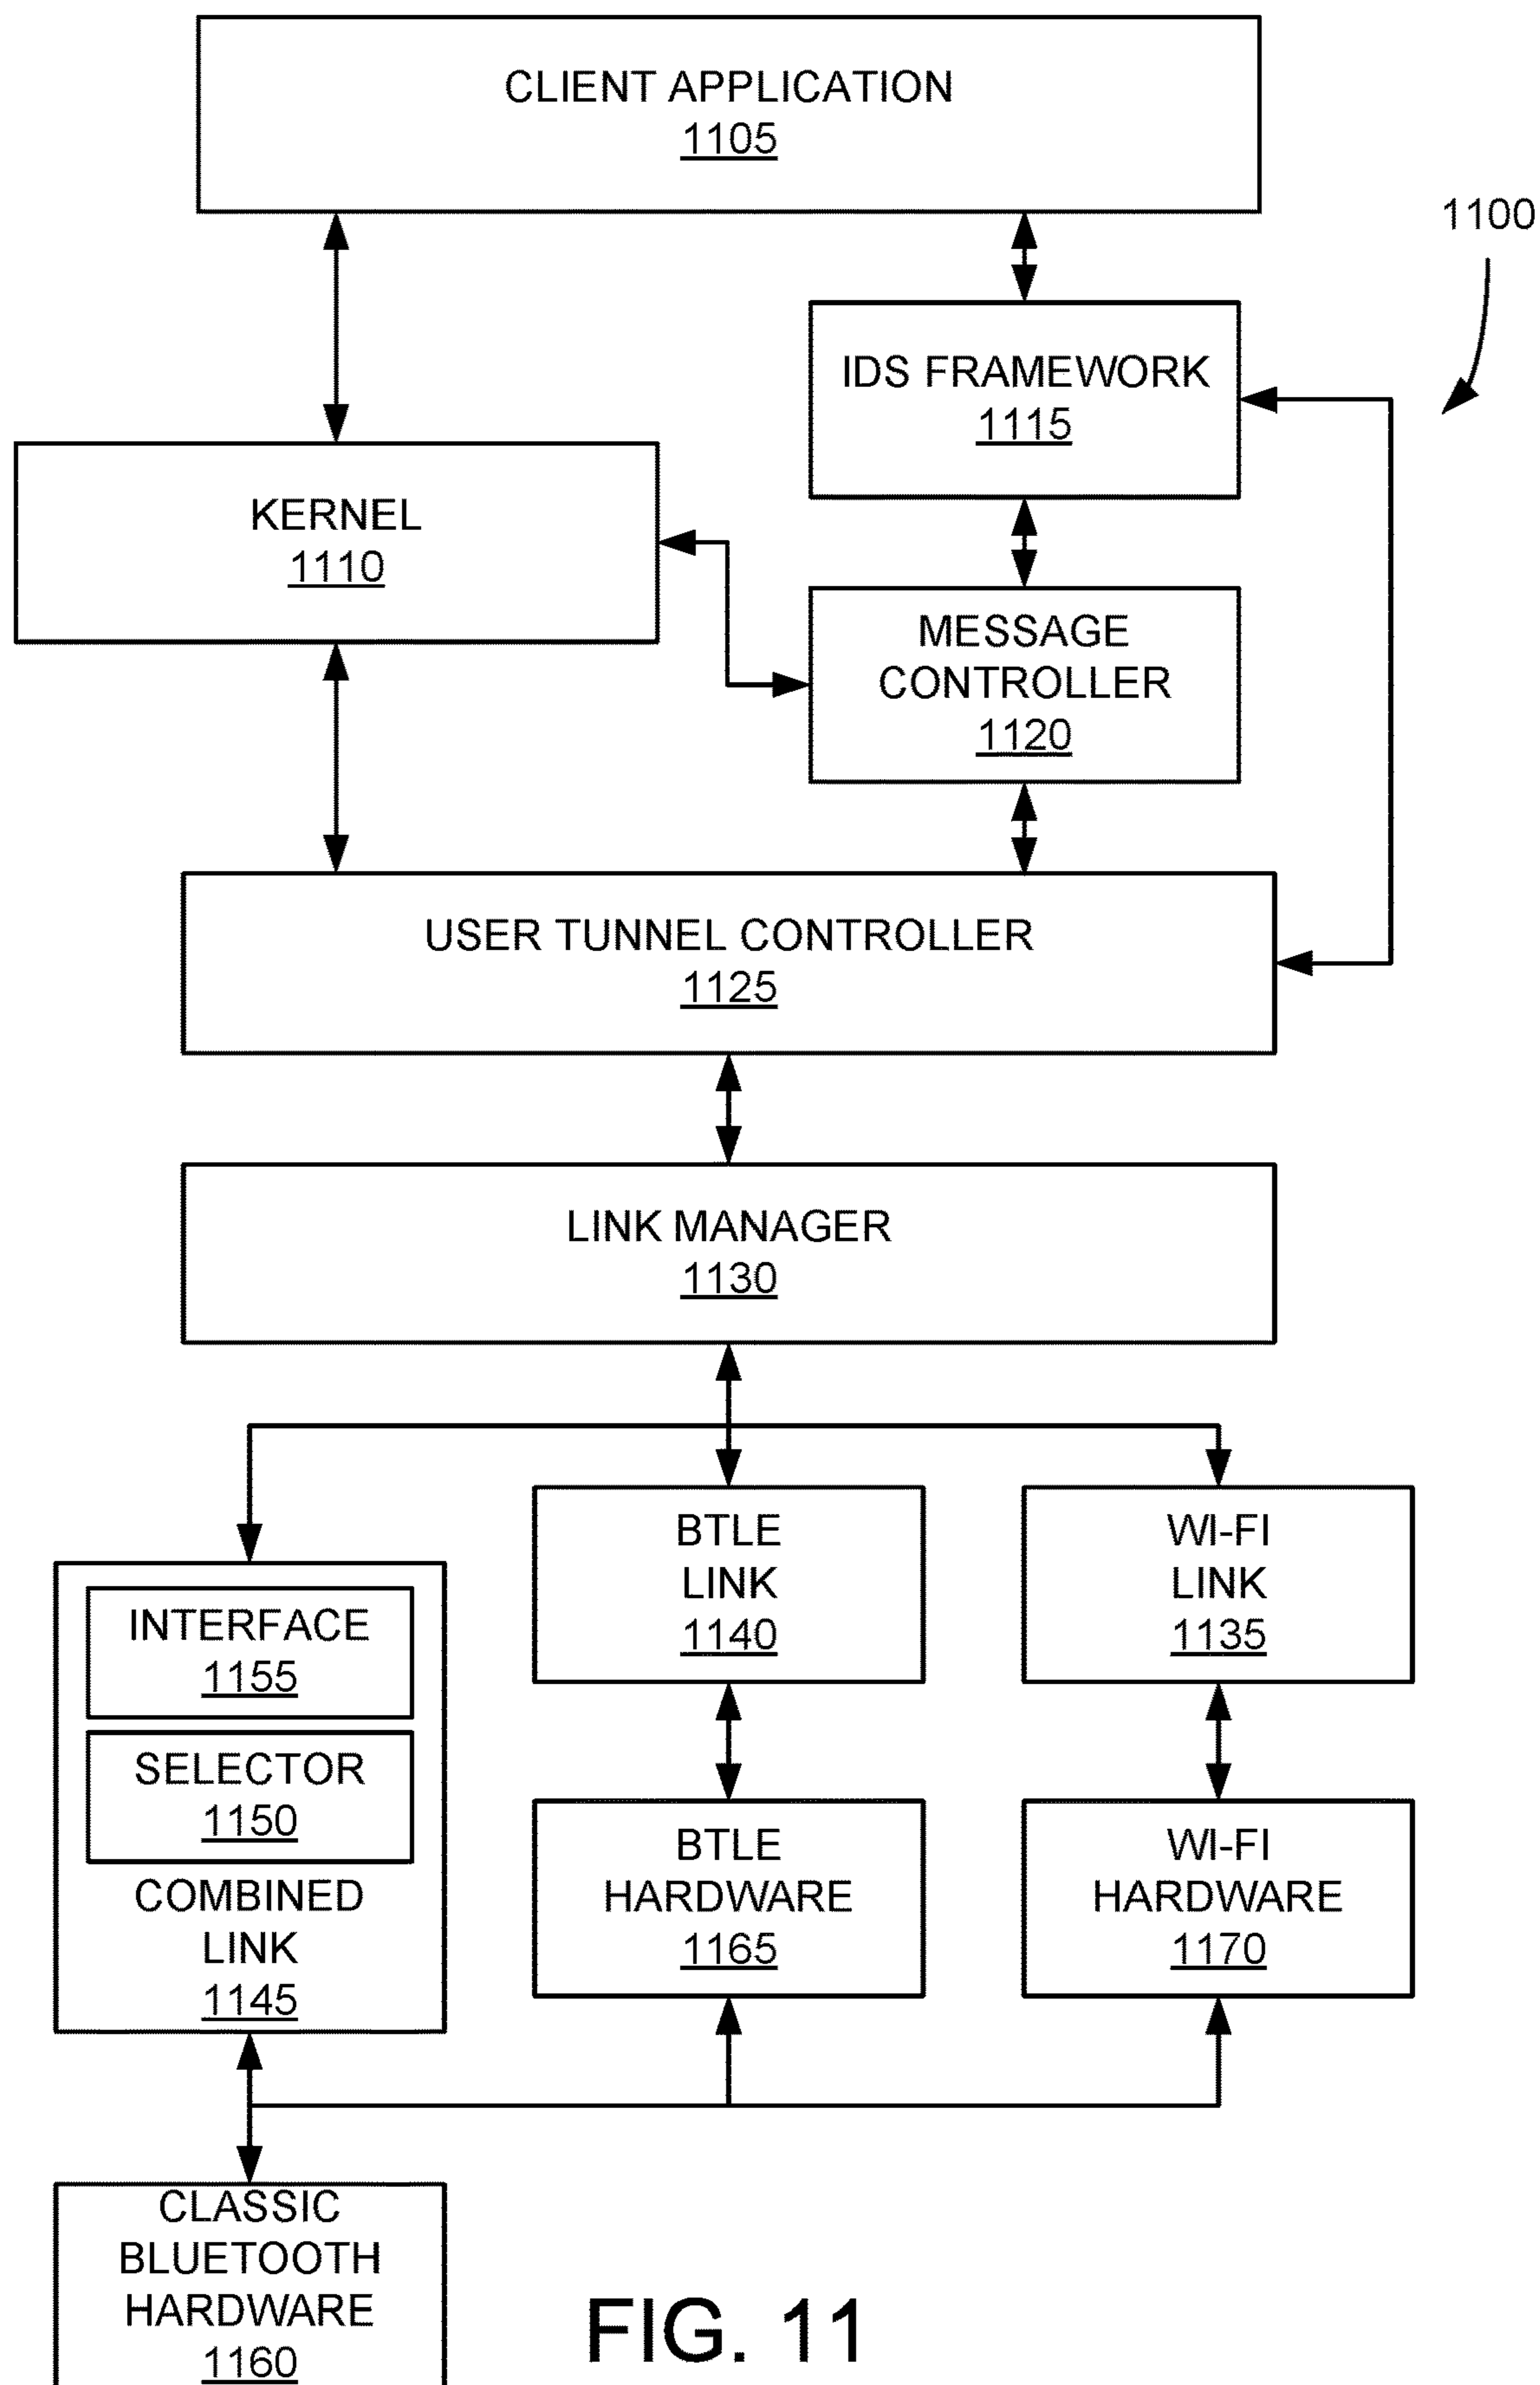 CLIENT APPLICATION
1105
1100
IDS FRAMEWORK
1115
KERNEL
1110
MESSAGE
CONTROLLER
1120
USER TUNNEL CONTROLLER
1125
LINK MANAGER
1130
BTLE
LINK
1140
WI-FI
LINK
1135
INTERFACE
1155
SELECTOR
1150
COMBINED
LINK
1145
BTLE
HARDWARE
1165
WI-FI
HARDWARE
1170
CLASSIC
BLUETOOTH
HARDWARE
1160
FIG. 11